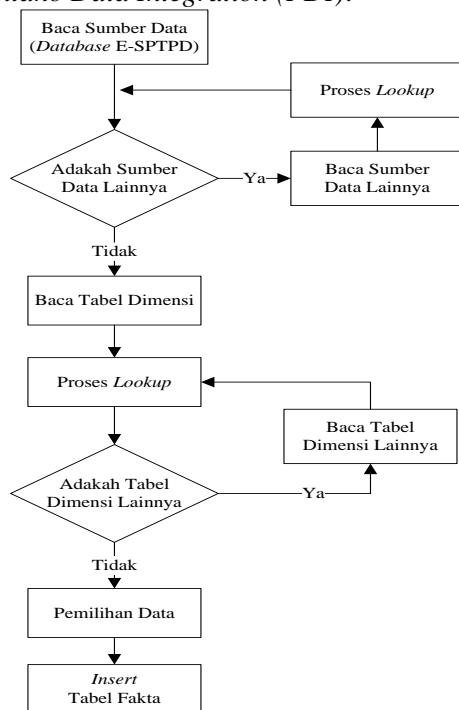 Data Integration (PDI).
Baca Sumber Data
(Database E-SPTPD)
Proses Lookup
Adakah Sumber
Data Lainnya
Ya
Baca Sumber
Data Lainnya
Tidak
Baca Tabel Dimensi
Proses Lookup
Baca Tabel
Dimensi Lainnya
Adakah Tabel
Dimensi Lainnya
Ya
Tidak
Pemilihan Data
Insert
Tabel Fakta